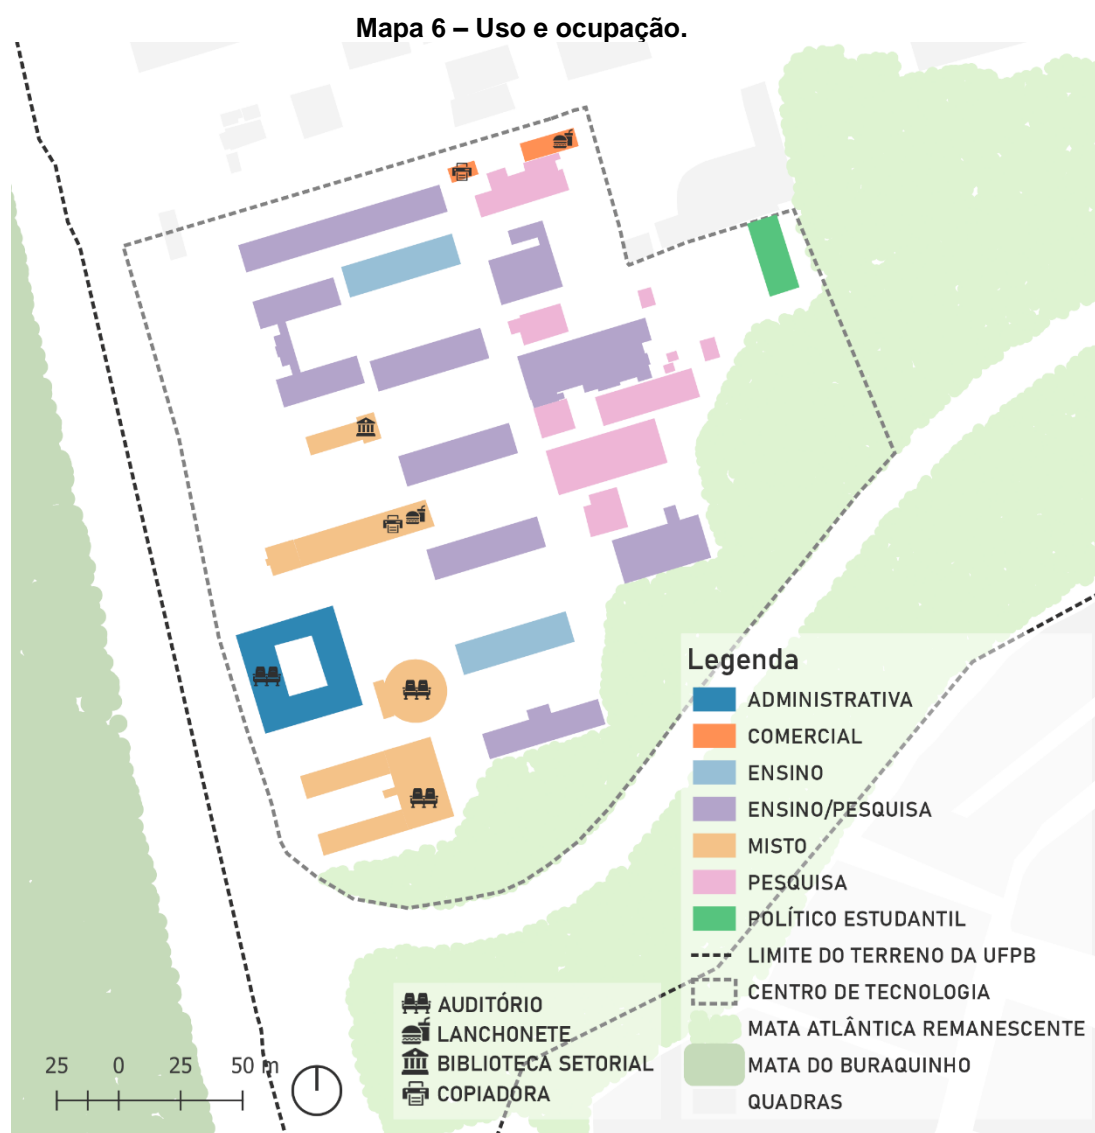 Mapa 6 – Uso e ocupação.
Legenda
ADMINISTRATIVA
COMERCIAL
ENSINO
ENSINO/PESQUISA
MISTO
PESQUISA
POLÍTICO ESTUDANTIL
LIMITE DO TERRENO DA UFPB
CENTRO DE TECNOLOGIA
MATA ATLÂNTICA REMANESCENTE
MATA DO BURAQUINHO
QUADRAS
AUDITÓRIO
LANCHONETE
BIBLIOTECA SETORIAL
COPIADORA
25 0 25 50 m